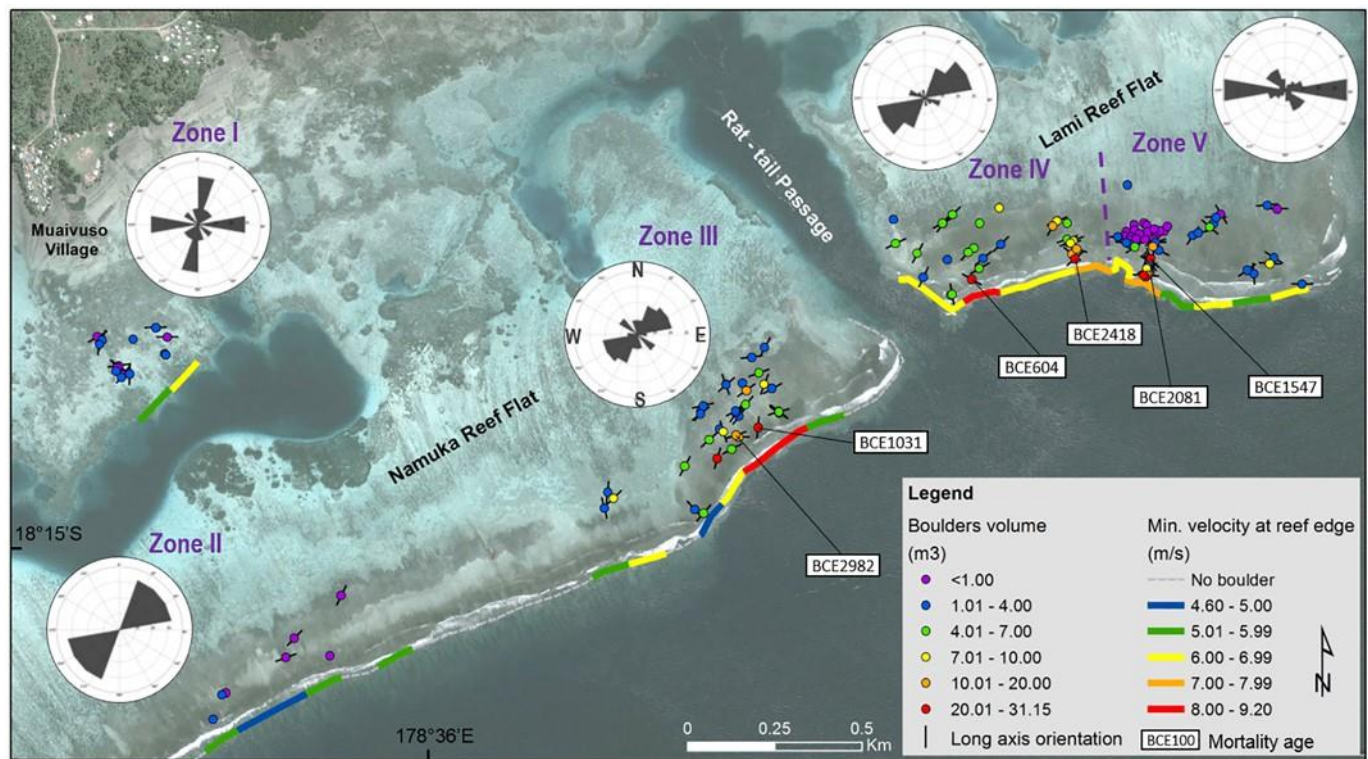 Zone I
Muaivuso
Village
Zone II
Zone III
N
W
E
S
Namuka Reef Flat
Rat - tail Passage
Lami Reef Flat
Zone IV
Zone V
BCE604
BCE2418
BCE2081
BCE1547
BCE1031
BCE2982
18°15'S
178°36'E
0
0.25
0.5
Km
Legend
Boulders volume
(m3)
<1.00
1.01 - 4.00
4.01 - 7.00
7.01 - 10.00
10.01 - 20.00
20.01 - 31.15
Long axis orientation
Min. velocity at reef edge
(m/s)
No boulder
4.60 - 5.00
5.01 - 5.99
6.00 - 6.99
7.00 - 7.99
8.00 - 9.20
BCE100 Mortality age
N